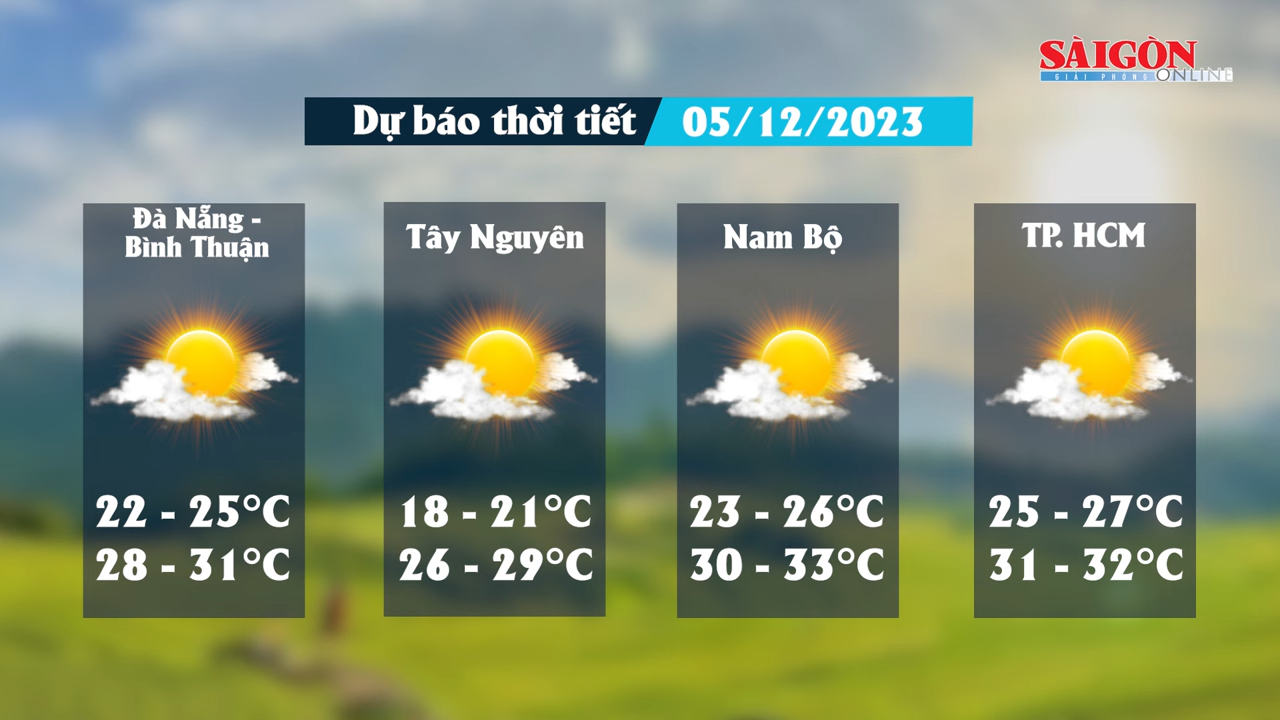 SÀIGÒN
GIẢI PHÓNG ONLINE
Dự báo thời tiết 05/12/2023
Đà Nẵng -
Bình Thuận
22 - 25°C
28 - 31°C
Tây Nguyên
18 - 21°C
26 - 29°C
Nam Bộ
23 - 26°C
30 - 33°C
TP. HCM
25 - 27°C
31 - 32°C